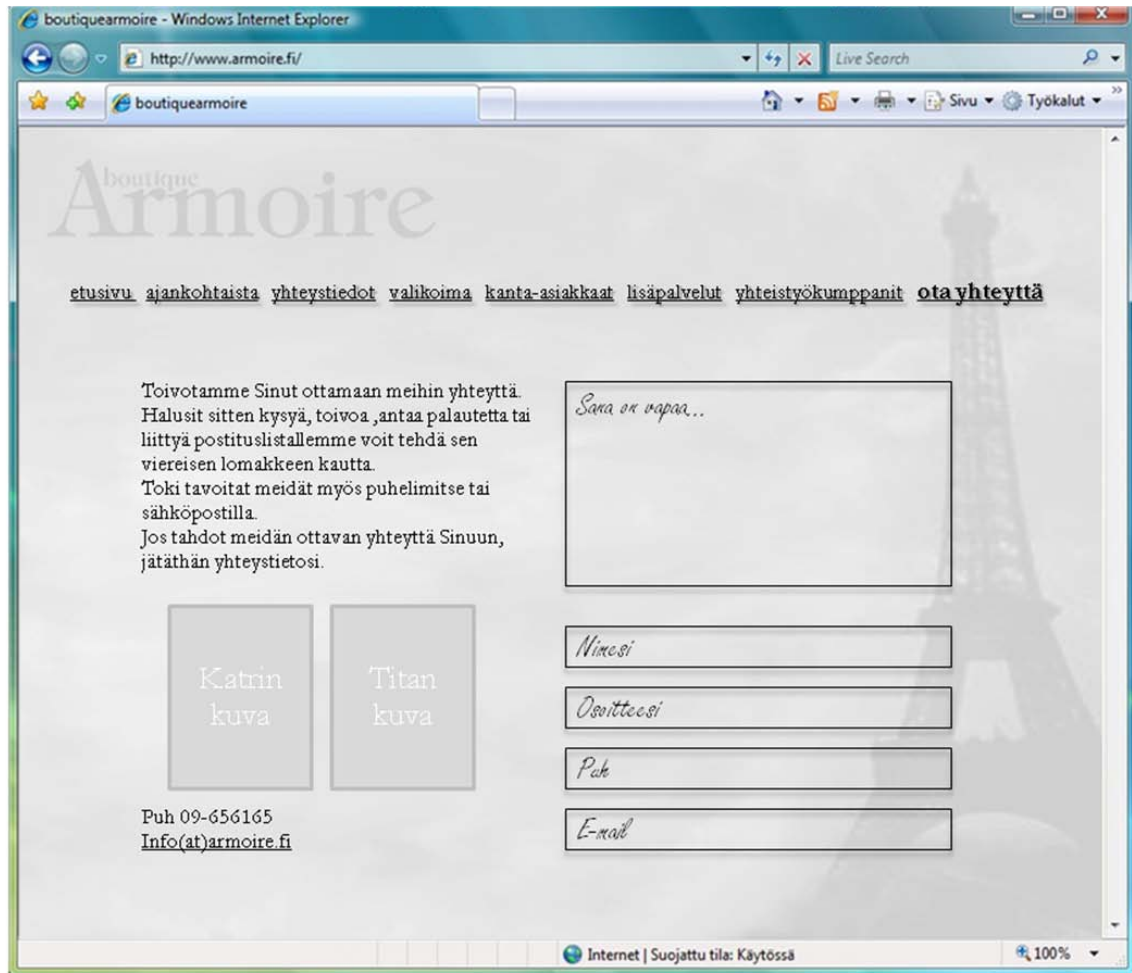 boutiquearmoire - Windows Internet Explorer
http://www.armoire.fi/
Live Search
boutiquearmoire
Sivu
Työkalut
boutique
Armoire
etusivu ajankohtaista yhteystiedot valikoima kanta-asiakkaat lisäpalvelut yhteistyökumppanit ota yhteyttä
Toivotamme Sinut ottamaan meihin yhteyttä.
Halusit sitten kysyä, toivoa ,antaa palautetta tai
liittyä postituslistallemme voit tehdä sen
viereisen lomakkeen kautta.
Toki tavoitat meidät myös puhelimitse tai
sähköpostilla.
Jos tahdot meidän ottavan yhteyttä Sinuun,
jätäthän yhteystietosi.
Katrin
kuva
Titan
kuva
Puh 09-656165
Info(at)armoire.fi
Sana on vapaa...
Nimesi
Osoitteesi
Puh
E-mail
Internet | Suojattu tila: Käytössä
100%